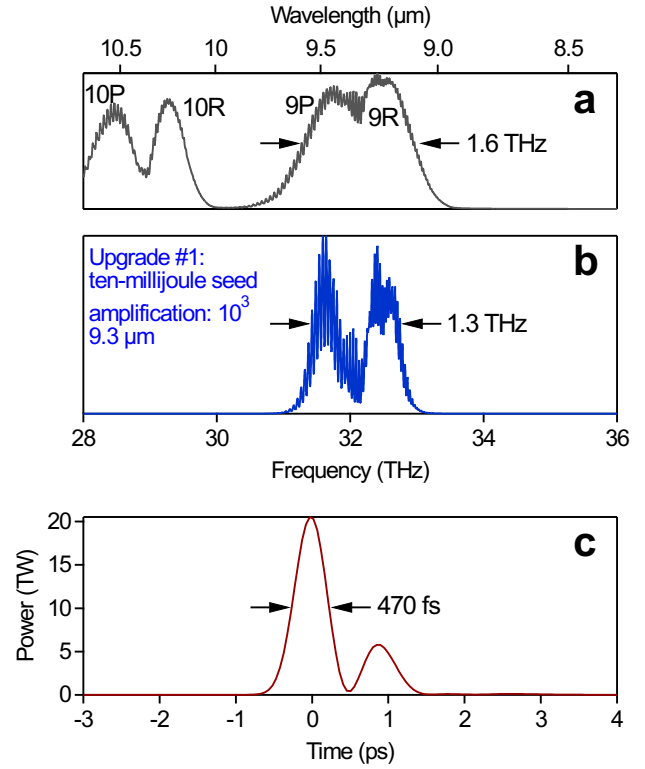 Wavelength (µm)
10.5 10 9.5 9.0 8.5
a
10P
10R
9P
9R
1.6 THz
b
Upgrade #1:
ten-millijoule seed
amplification: 10³
9.3 µm
1.3 THz
28 30 32 34 36
Frequency (THz)
c
Power (TW)
20
15
10
5
0
470 fs
-3 -2 -1 0 1 2 3 4
Time (ps)